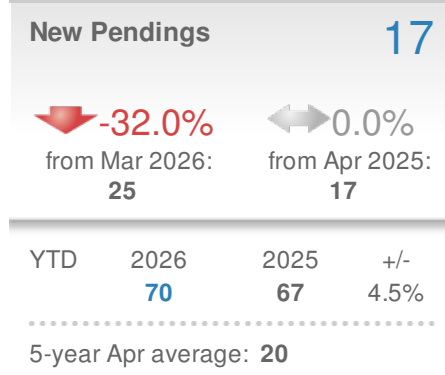 New Pendings 17
-32.0% 0.0%
from Mar 2026: from Apr 2025:
25 17
YTD 2026 2025 +/-
70 67 4.5%
5-year Apr average: 20